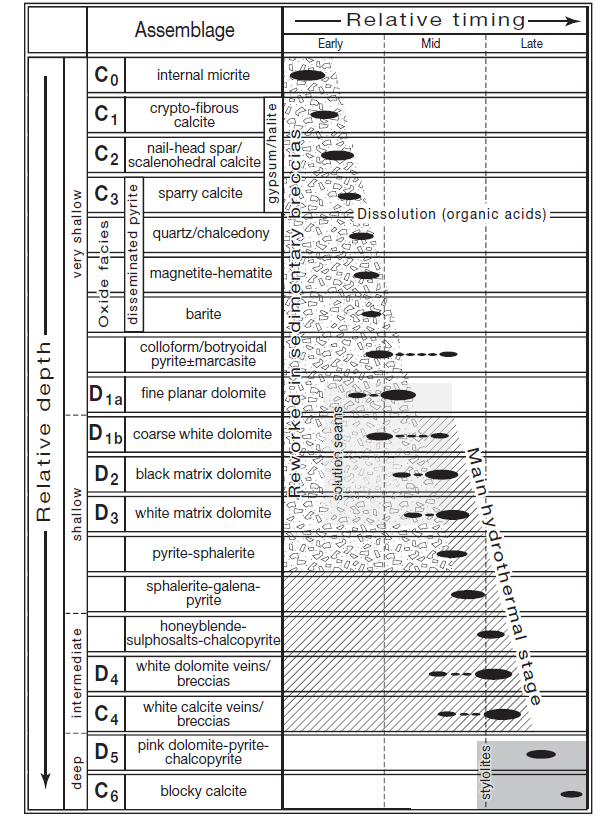 Assemblage
Relative timing
Early
Mid
Late
Relative depth
very shallow
shallow
intermediate
deep
C0
internal micrite
C1
crypto-fibrous
calcite
C2
nail-head spar/
scalenohedral calcite
gypsum/halite
C3
sparry calcite
Oxide facies
disseminated pyrite
quartz/chalcedony
magnetite-hematite
barite
colloform/botryoidal
pyrite±marcasite
D1a
fine planar dolomite
D1b
coarse white dolomite
D2
black matrix dolomite
D3
white matrix dolomite
pyrite-sphalerite
sphalerite-galena-
pyrite
honeyblende-
sulphosalts-chalcopyrite
D4
white dolomite veins/
breccias
C4
white calcite veins/
breccias
D5
pink dolomite-pyrite-
chalcopyrite
C6
blocky calcite
Reworked in sedimentary breccias
Dissolution (organic acids)
solution seams
Main hydrothermal stage
stylolites